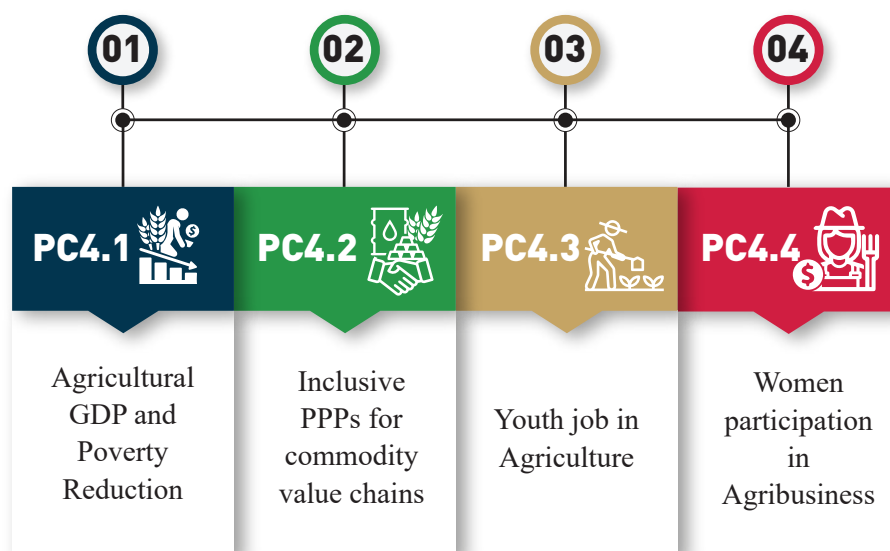 01
02
03
04
PC4.1
PC4.2
PC4.3
PC4.4
Agricultural
GDP and
Poverty
Reduction
Inclusive
PPPs for
commodity
value chains
Youth job in
Agriculture
Women
participation
in
Agribusiness